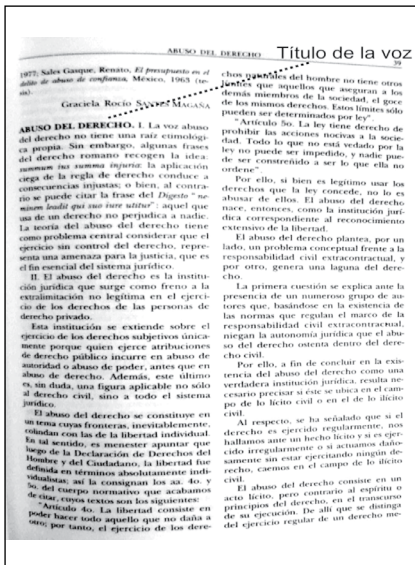 ABUSO DEL DERECHO
Título de la voz
39
1977; Sales Gasque, Renato, El presupuesto en el
delito de abuso de confianza, México, 1963 (te-
sis).
Graciela Rocío SANTES MAGAÑA
ABUSO DEL DERECHO. I. La voz abuso
del derecho no tiene una raíz etimológi-
ca propia. Sin embargo, algunas frases
del derecho romano recogen la idea:
summum ius summa iniuria: la aplicación
ciega de la regla de derecho conduce a
consecuencias injustas; o bien, al contra-
rio se puede citar la frase del Digesto "ne-
minem leadit qui suo iure utitur": aquel que
usa de un derecho no perjudica a nadie.
La teoría del abuso del derecho tiene
como problema central considerar que el
ejercicio sin control del derecho, repre-
senta una amenaza para la justicia, que es
el fin esencial del sistema jurídico.
II. El abuso del derecho es la institu-
ción jurídica que surge como freno a la
extralimitación no legítima en el ejerci-
cio de los derechos de las personas de
derecho privado.
Esta institución se extiende sobre el
ejercicio de los derechos subjetivos única-
mente porque quien ejerce atribuciones
de derecho público incurre en abuso de
autoridad o abuso de poder, antes que en
abuso de derecho. Además, este último
es, sin duda, una figura aplicable no sólo
al derecho civil, sino a todo el sistema
jurídico.
El abuso del derecho se constituye en
un tema cuyas fronteras, inevitablemente,
colindan con las de la libertad individual.
En tal sentido, es menester apuntar que
luego de la Declaración de Derechos del
Hombre y del Ciudadano, la libertad fue
definida en términos absolutamente indi-
vidualistas; así la consignan los aa. 4o. y
5o. del cuerpo normativo que acabamos
de citar, cuyos textos son los siguientes:
"Artículo 4o. La libertad consiste en
poder hacer todo aquello que no daña a
otro; por tanto, el ejercicio de los dere-
chos naturales del hombre no tiene otros
límites que aquellos que aseguran a los
demás miembros de la sociedad, el goce
de los mismos derechos. Estos límites sólo
pueden ser determinados por ley".
"Artículo 5o. La ley tiene derecho de
prohibir las acciones nocivas a la socie-
dad. Todo lo que no está vedado por la
ley no puede ser impedido, y nadie pue-
de ser constreñido a ser lo que ella no
ordene"
Por ello, si bien es legítimo usar los
derechos que la ley concede, no lo es
abusar de ellos. El abuso del derecho
nace, entonces, como la institución jurí-
dica correspondiente al reconocimiento
extensivo de la libertad.
El abuso del derecho plantea, por un
lado, un problema conceptual frente a la
responsabilidad civil extracontractual, y
por otro, genera una laguna del dere-
cho.
La primera cuestión se explica ante la
presencia de un numeroso grupo de au-
tores que, basándose en la existencia de
las normas que regulan el marco de la
responsabilidad civil extracontractual,
niegan la autonomía jurídica que el abu-
so del derecho ostenta dentro del dere-
cho civil.
Por ello, a fin de concluir en la exis-
tencia del abuso del derecho como una
verdadera institución jurídica, resulta ne-
cesario precisar si éste se ubica en el cam-
po de lo lícito civil o en el de lo ilícito
civil.
Al respecto, se ha señalado que si el
derecho es ejercido regularmente, nos
hallamos ante un hecho lícito y si es ejer-
cido irregularmente o si actuamos daño-
samente sin estar ejercitando ningún de-
recho, caemos en el campo de lo ilícito
civil.
El abuso del derecho consiste en un
acto lícito, pero contrario al espíritu o
principios del derecho, en el transcurso
de su ejecución. De allí que se distinga
del ejercicio regular de un derecho me-